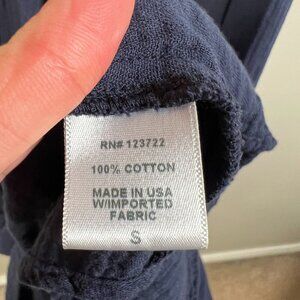 RN# 123722
100% COTTON
MADE IN USA
W/IMPORTED
FABRIC
S